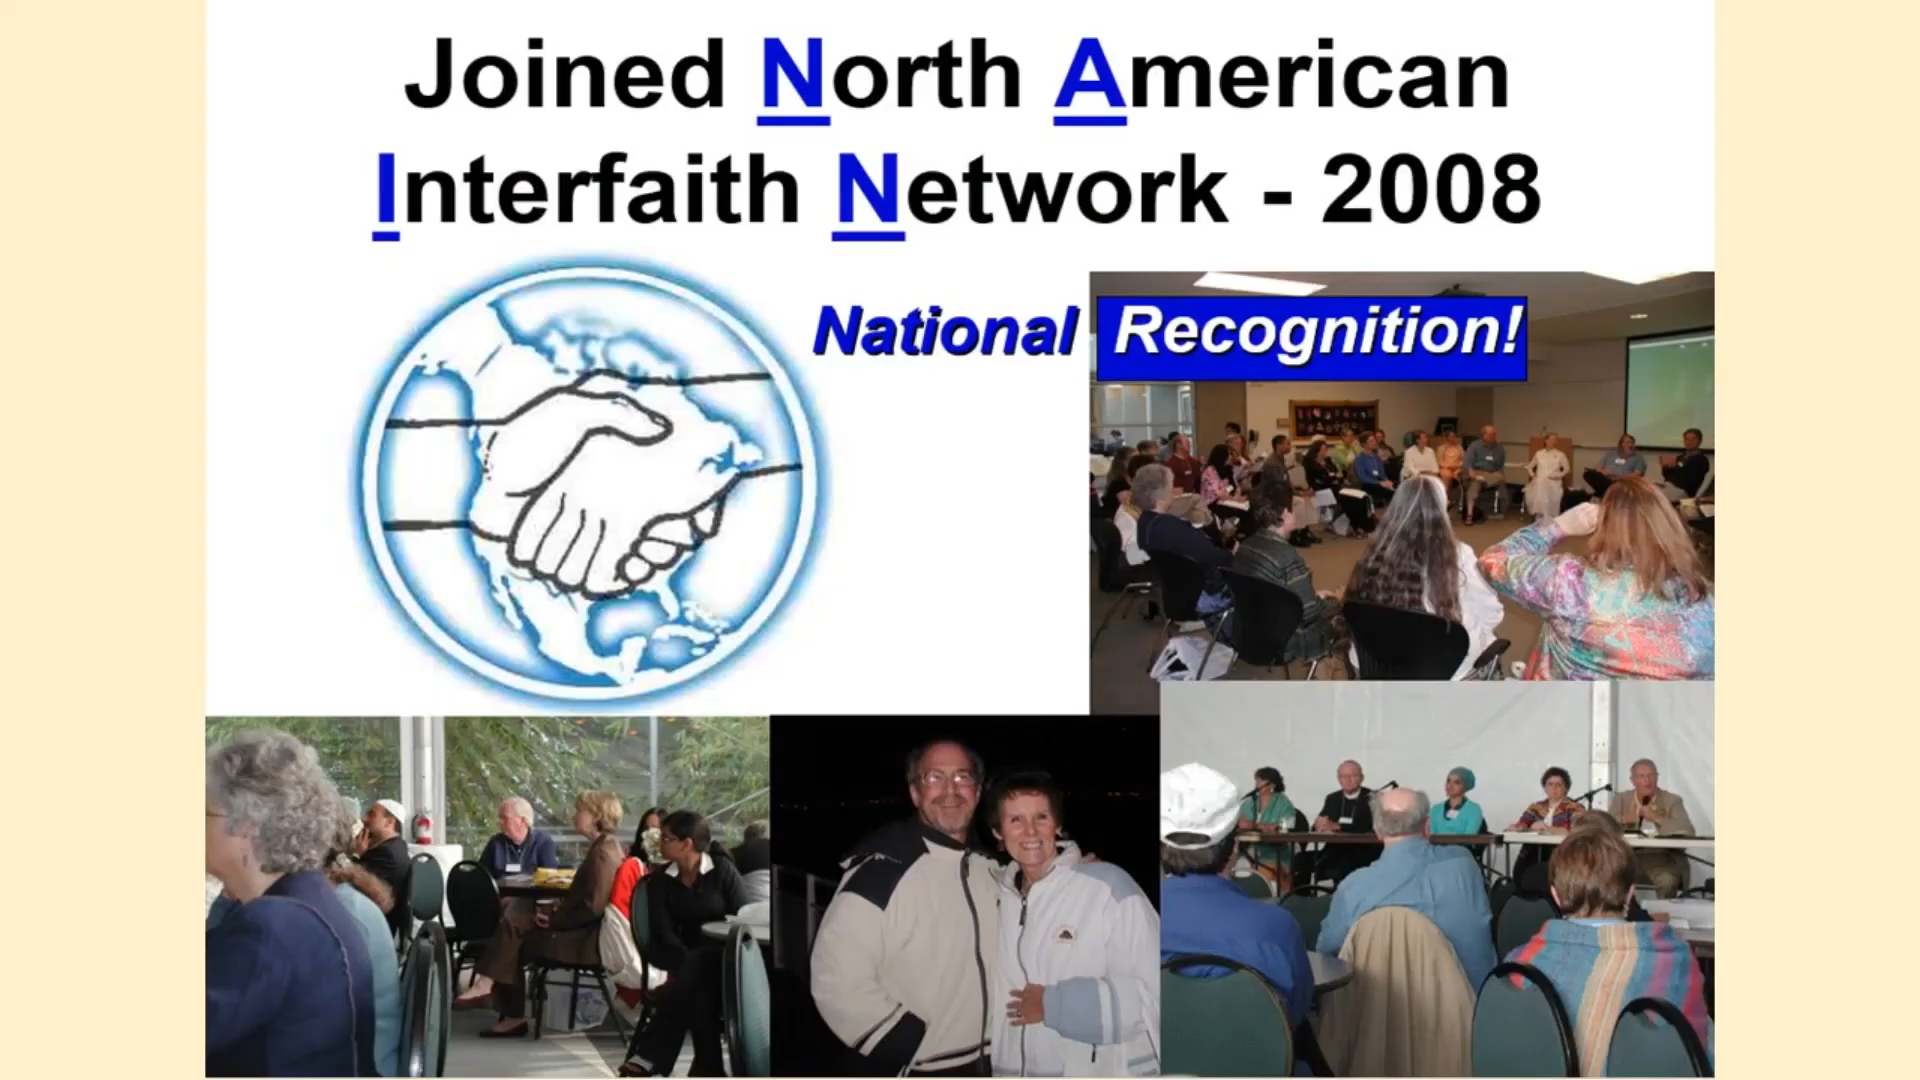 Joined North American
Interfaith Network - 2008
National Recognition!